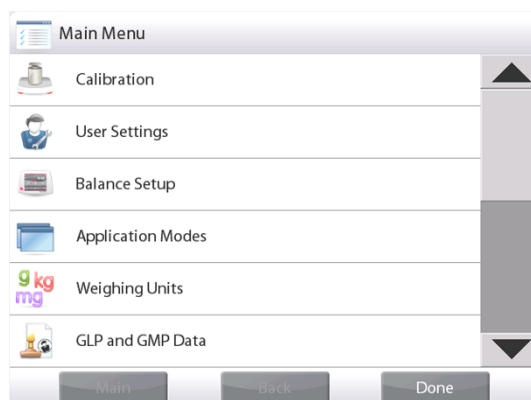 Main Menu
Calibration
User Settings
Balance Setup
Application Modes
g kg
mg
Weighing Units
GLP and GMP Data
Main Back Done